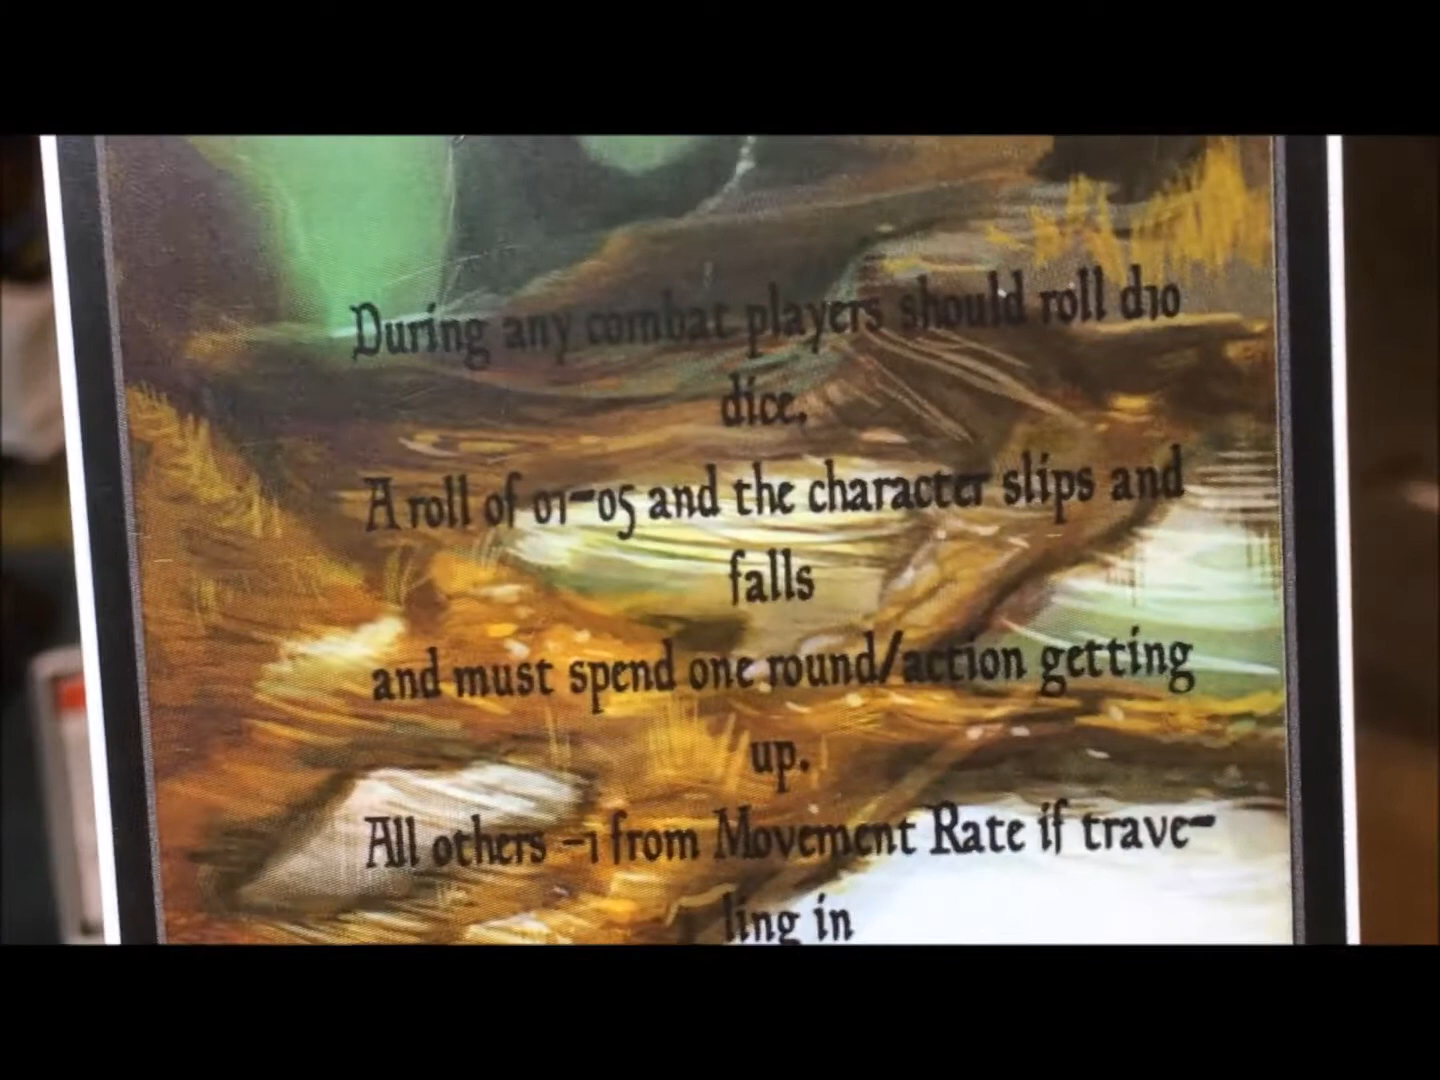 During any combat players should roll d10
dice.
A roll of 01-05 and the character slips and
falls
and must spend one round/action getting
up.
All others -1 from Movement Rate if trave-
ling in